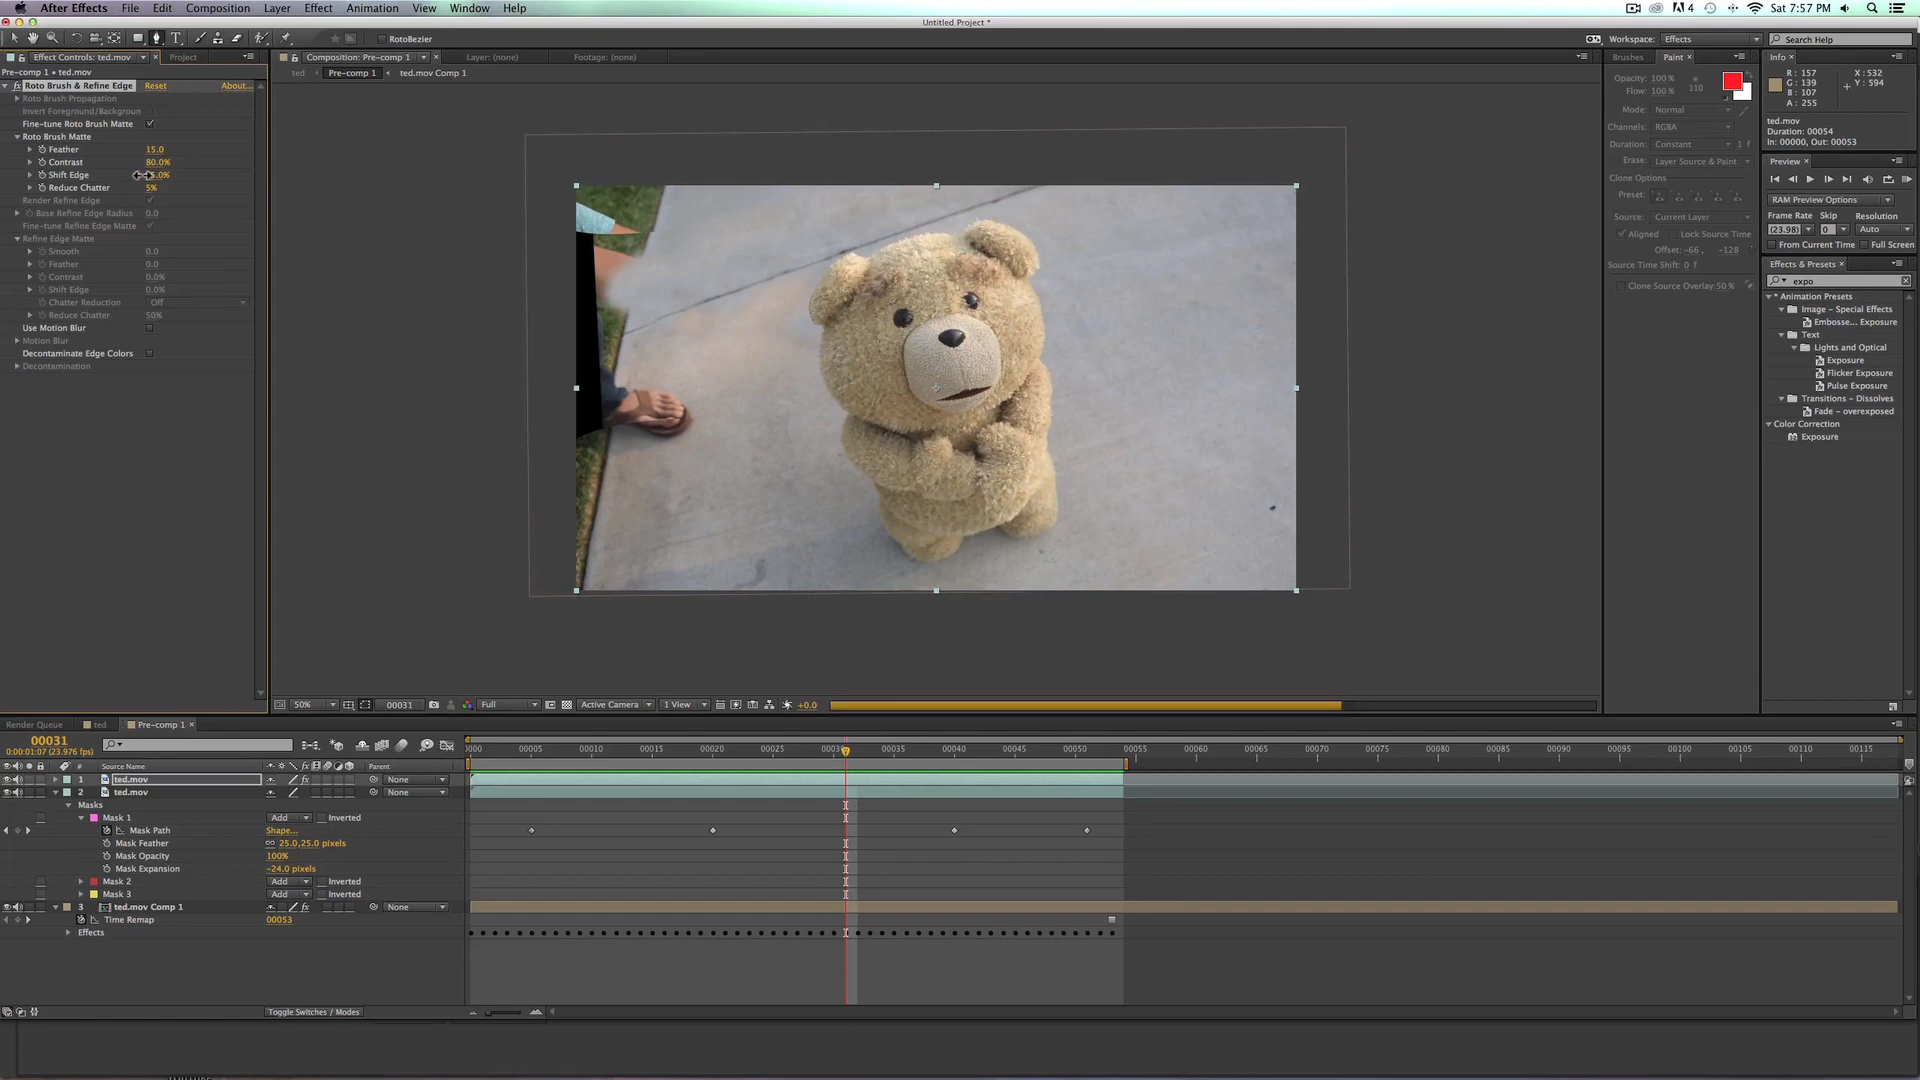 After Effects File Edit Composition Layer Effect Animation View Window Help 4 Sat 7:57 PM
Untitled Project *
RotoBezier Workspace: Effects Search Help
Effect Controls: ted.mov Project
Pre-comp 1 • ted.mov
fx Roto Brush & Refine Edge Reset About...
Roto Brush Propagation
Invert Foreground/Backgroun
Fine-tune Roto Brush Matte
Roto Brush Matte
Feather 15.0
Contrast 80.0%
Shift Edge
Reduce Chatter 5%
Render Refine Edge
Base Refine Edge Radius 0.0
Fine-tune Refine Edge Matte
Refine Edge Matte
Smooth 0.0
Feather 0.0
Contrast 0.0%
Shift Edge 0.0%
Chatter Reduction Off
Reduce Chatter 50%
Use Motion Blur
Motion Blur
Decontaminate Edge Colors
Decontamination
Composition: Pre-comp 1 Layer: (none) Footage: (none)
ted Pre-comp 1 ted.mov Comp 1
50% 00031 Full Active Camera 1 View +0.0
Brushes Paint
Opacity: 100 %
Flow: 100 % 110
Mode: Normal
Channels: RGBA
Duration: Constant 1 f
Erase: Layer Source & Paint
Clone Options
Preset:
Source: Current Layer
Aligned Lock Source Time
Offset: -66 , -128
Source Time Shift: 0 f
Clone Source Overlay: 50 %
Info
R : 157 X : 532
G : 139 Y : 594
B : 107
A : 255
ted.mov
Duration: 00054
In: 00000, Out: 00053
Preview
RAM Preview Options
Frame Rate Skip Resolution
(23.98) 0 Auto
From Current Time Full Screen
Effects & Presets
expo
* Animation Presets
Image - Special Effects
Embosse... Exposure
Text
Lights and Optical
Exposure
Flicker Exposure
Pulse Exposure
Transitions - Dissolves
Fade - overexposed
Color Correction
Exposure
Render Queue ted Pre-comp 1
00031
0:00:01:07 (23.976 fps)
0000 00005 00010 00015 00020 00025 0003 00035 00040 00045 00050 00055 00060 00065 00070 00075 00080 00085 00090 00095 00100 00105 00110 00115
# Source Name Parent
1 ted.mov fx None
2 ted.mov None
Masks
Mask 1 Add Inverted
Mask Path Shape...
Mask Feather 25.0,25.0 pixels
Mask Opacity 100%
Mask Expansion -24.0 pixels
Mask 2 Add Inverted
Mask 3 Add Inverted
3 ted.mov Comp 1 fx None
Time Remap 00053
Effects
Toggle Switches / Modes